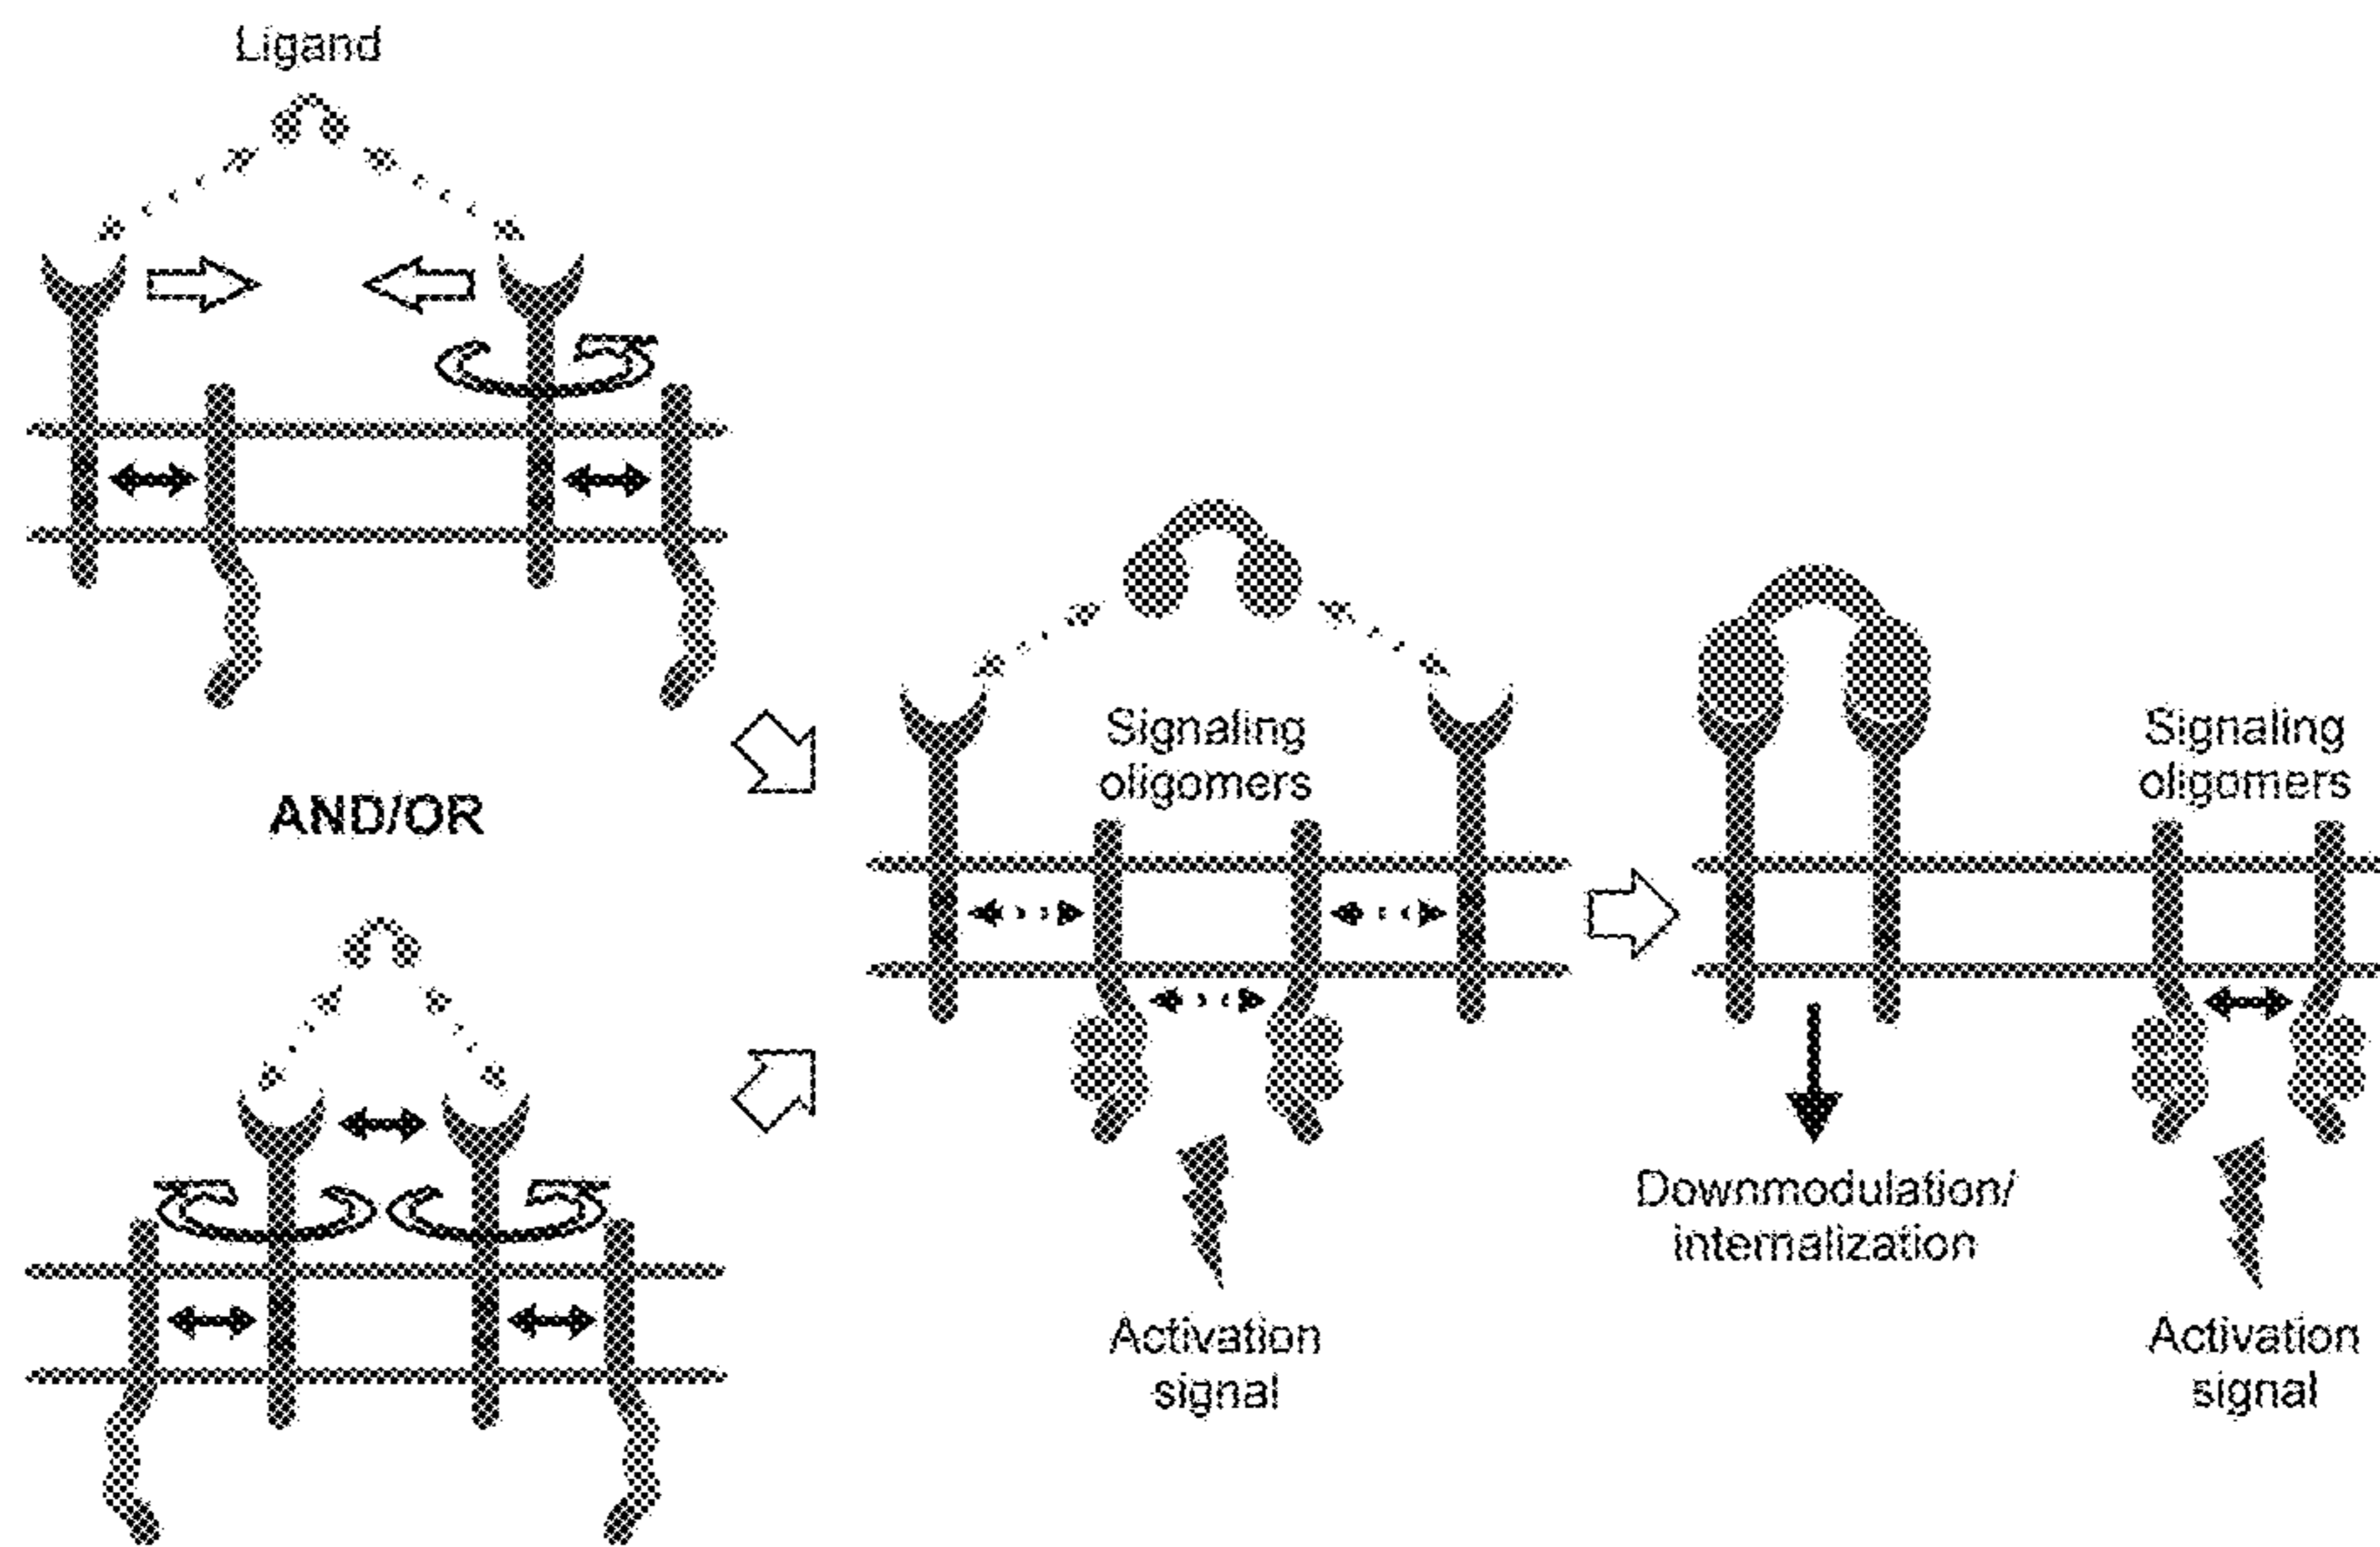 Ligand
AND/OR
Signaling
oligomers
Activation
signal
Downmodulation/
internalization
Signaling
oligomers
Activation
signal